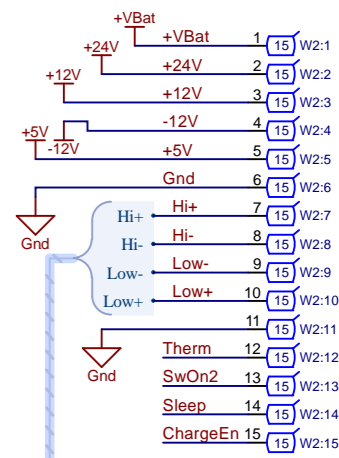 +VBat
+VBat 1 15 W2:1
+24V
+24V 2 15 W2:2
+12V
+12V 3 15 W2:3
-12V 4 15 W2:4
+5V
-12V
+5V 5 15 W2:5
Gnd 6 15 W2:6
Gnd
Hi+ Hi+ 7 15 W2:7
Hi- Hi- 8 15 W2:8
Low- Low- 9 15 W2:9
Low+ Low+ 10 15 W2:10
11 15 W2:11
Gnd
Therm 12 15 W2:12
SwOn2 13 15 W2:13
Sleep 14 15 W2:14
ChargeEn 15 15 W2:15